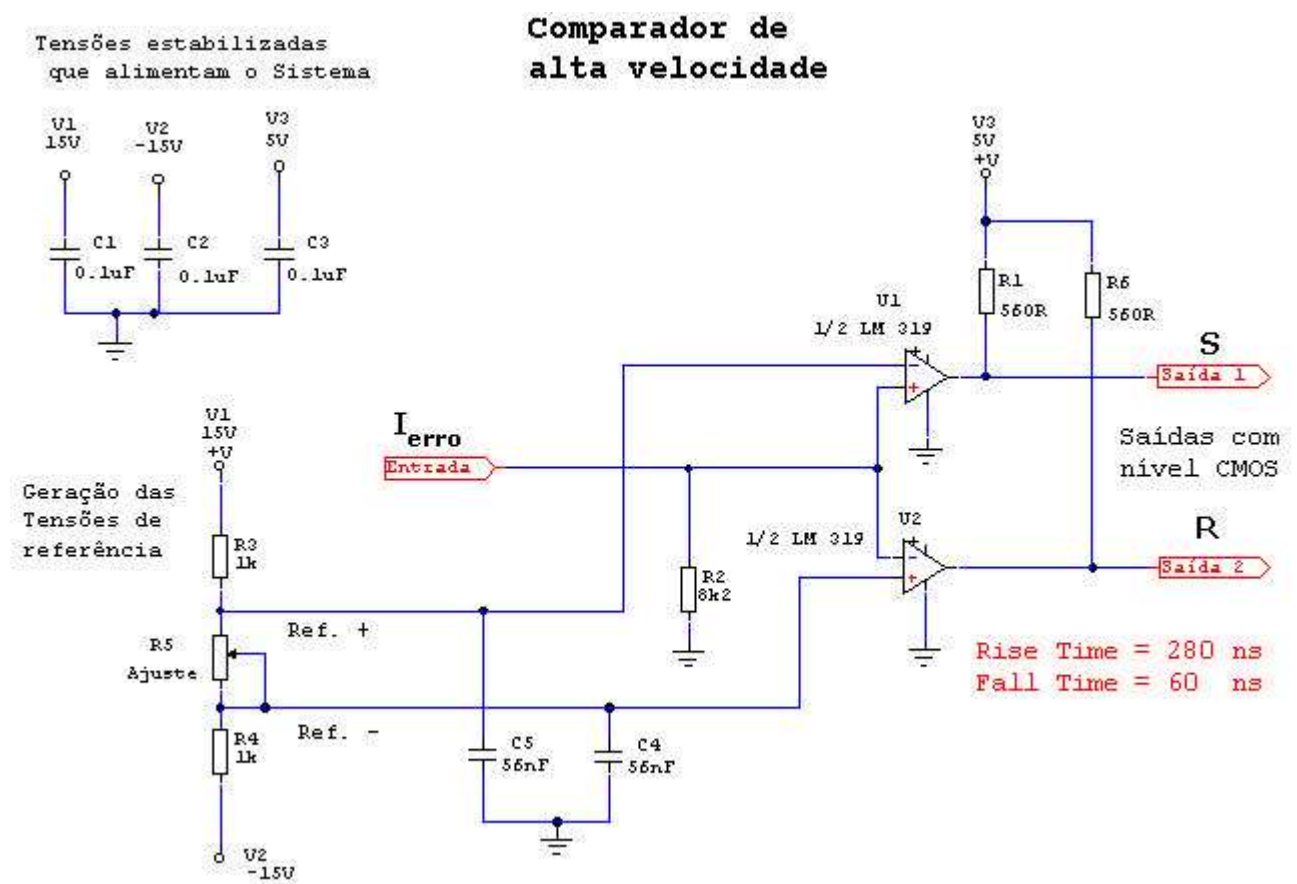 Comparador de
alta velocidade
Tensões estabilizadas
que alimentam o Sistema
V1
15V
V2
-15V
V3
5V
C1
0.1uF
C2
0.1uF
C3
0.1uF
V3
5V
+V
R1
560R
R6
560R
U1
1/2 LM 319
S
Saída 1
V1
15V
+V
I erro
Entrada
Saídas com
nível CMOS
Geração das
Tensões de
referência
R3
1k
U2
1/2 LM 319
R
Saída 2
R2
8k2
Ref. +
R5
Ajuste
Rise Time = 280 ns
Fall Time = 60 ns
Ref. -
R4
1k
C5
56nF
C4
56nF
V2
-15V